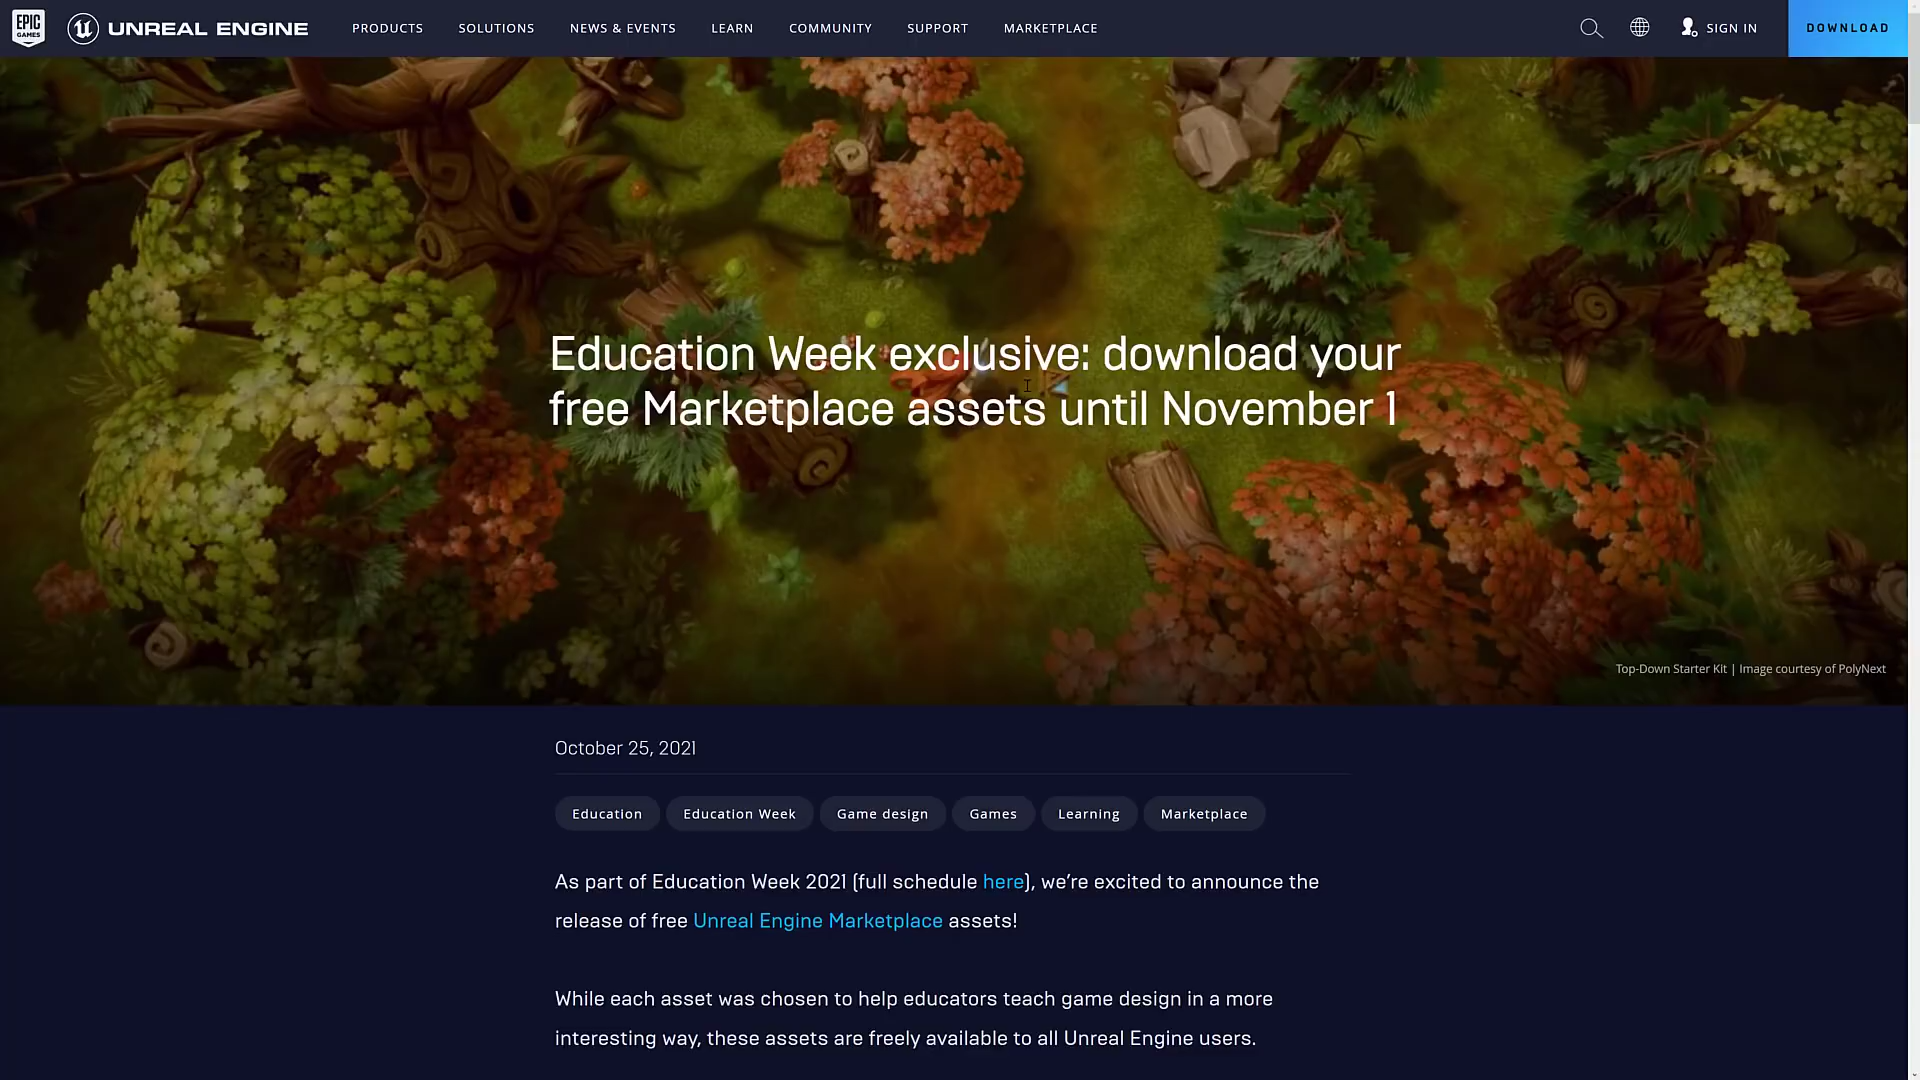 EPIC GAMES
UNREAL ENGINE
PRODUCTS
SOLUTIONS
NEWS & EVENTS
LEARN
COMMUNITY
SUPPORT
MARKETPLACE
SIGN IN
DOWNLOAD
Education Week exclusive: download your
free Marketplace assets until November 1
Top-Down Starter Kit | Image courtesy of PolyNext
October 25, 2021
Education
Education Week
Game design
Games
Learning
Marketplace
As part of Education Week 2021 (full schedule here), we’re excited to announce the
release of free Unreal Engine Marketplace assets!
While each asset was chosen to help educators teach game design in a more
interesting way, these assets are freely available to all Unreal Engine users.